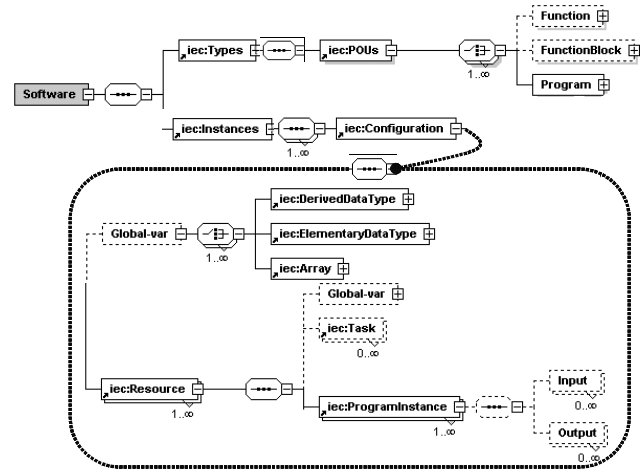 Function
iec:Types
iec:POUs
FunctionBlock
1..∞
Software
Program
iec:Instances
iec:Configuration
1..∞
iec:DerivedDataType
Global-var
iec:ElementaryDataType
1..∞
iec:Array
Global-var
iec:Task
0..∞
iec:Resource
Input
1..∞
iec:ProgramInstance
0..∞
1..∞
Output
0..∞